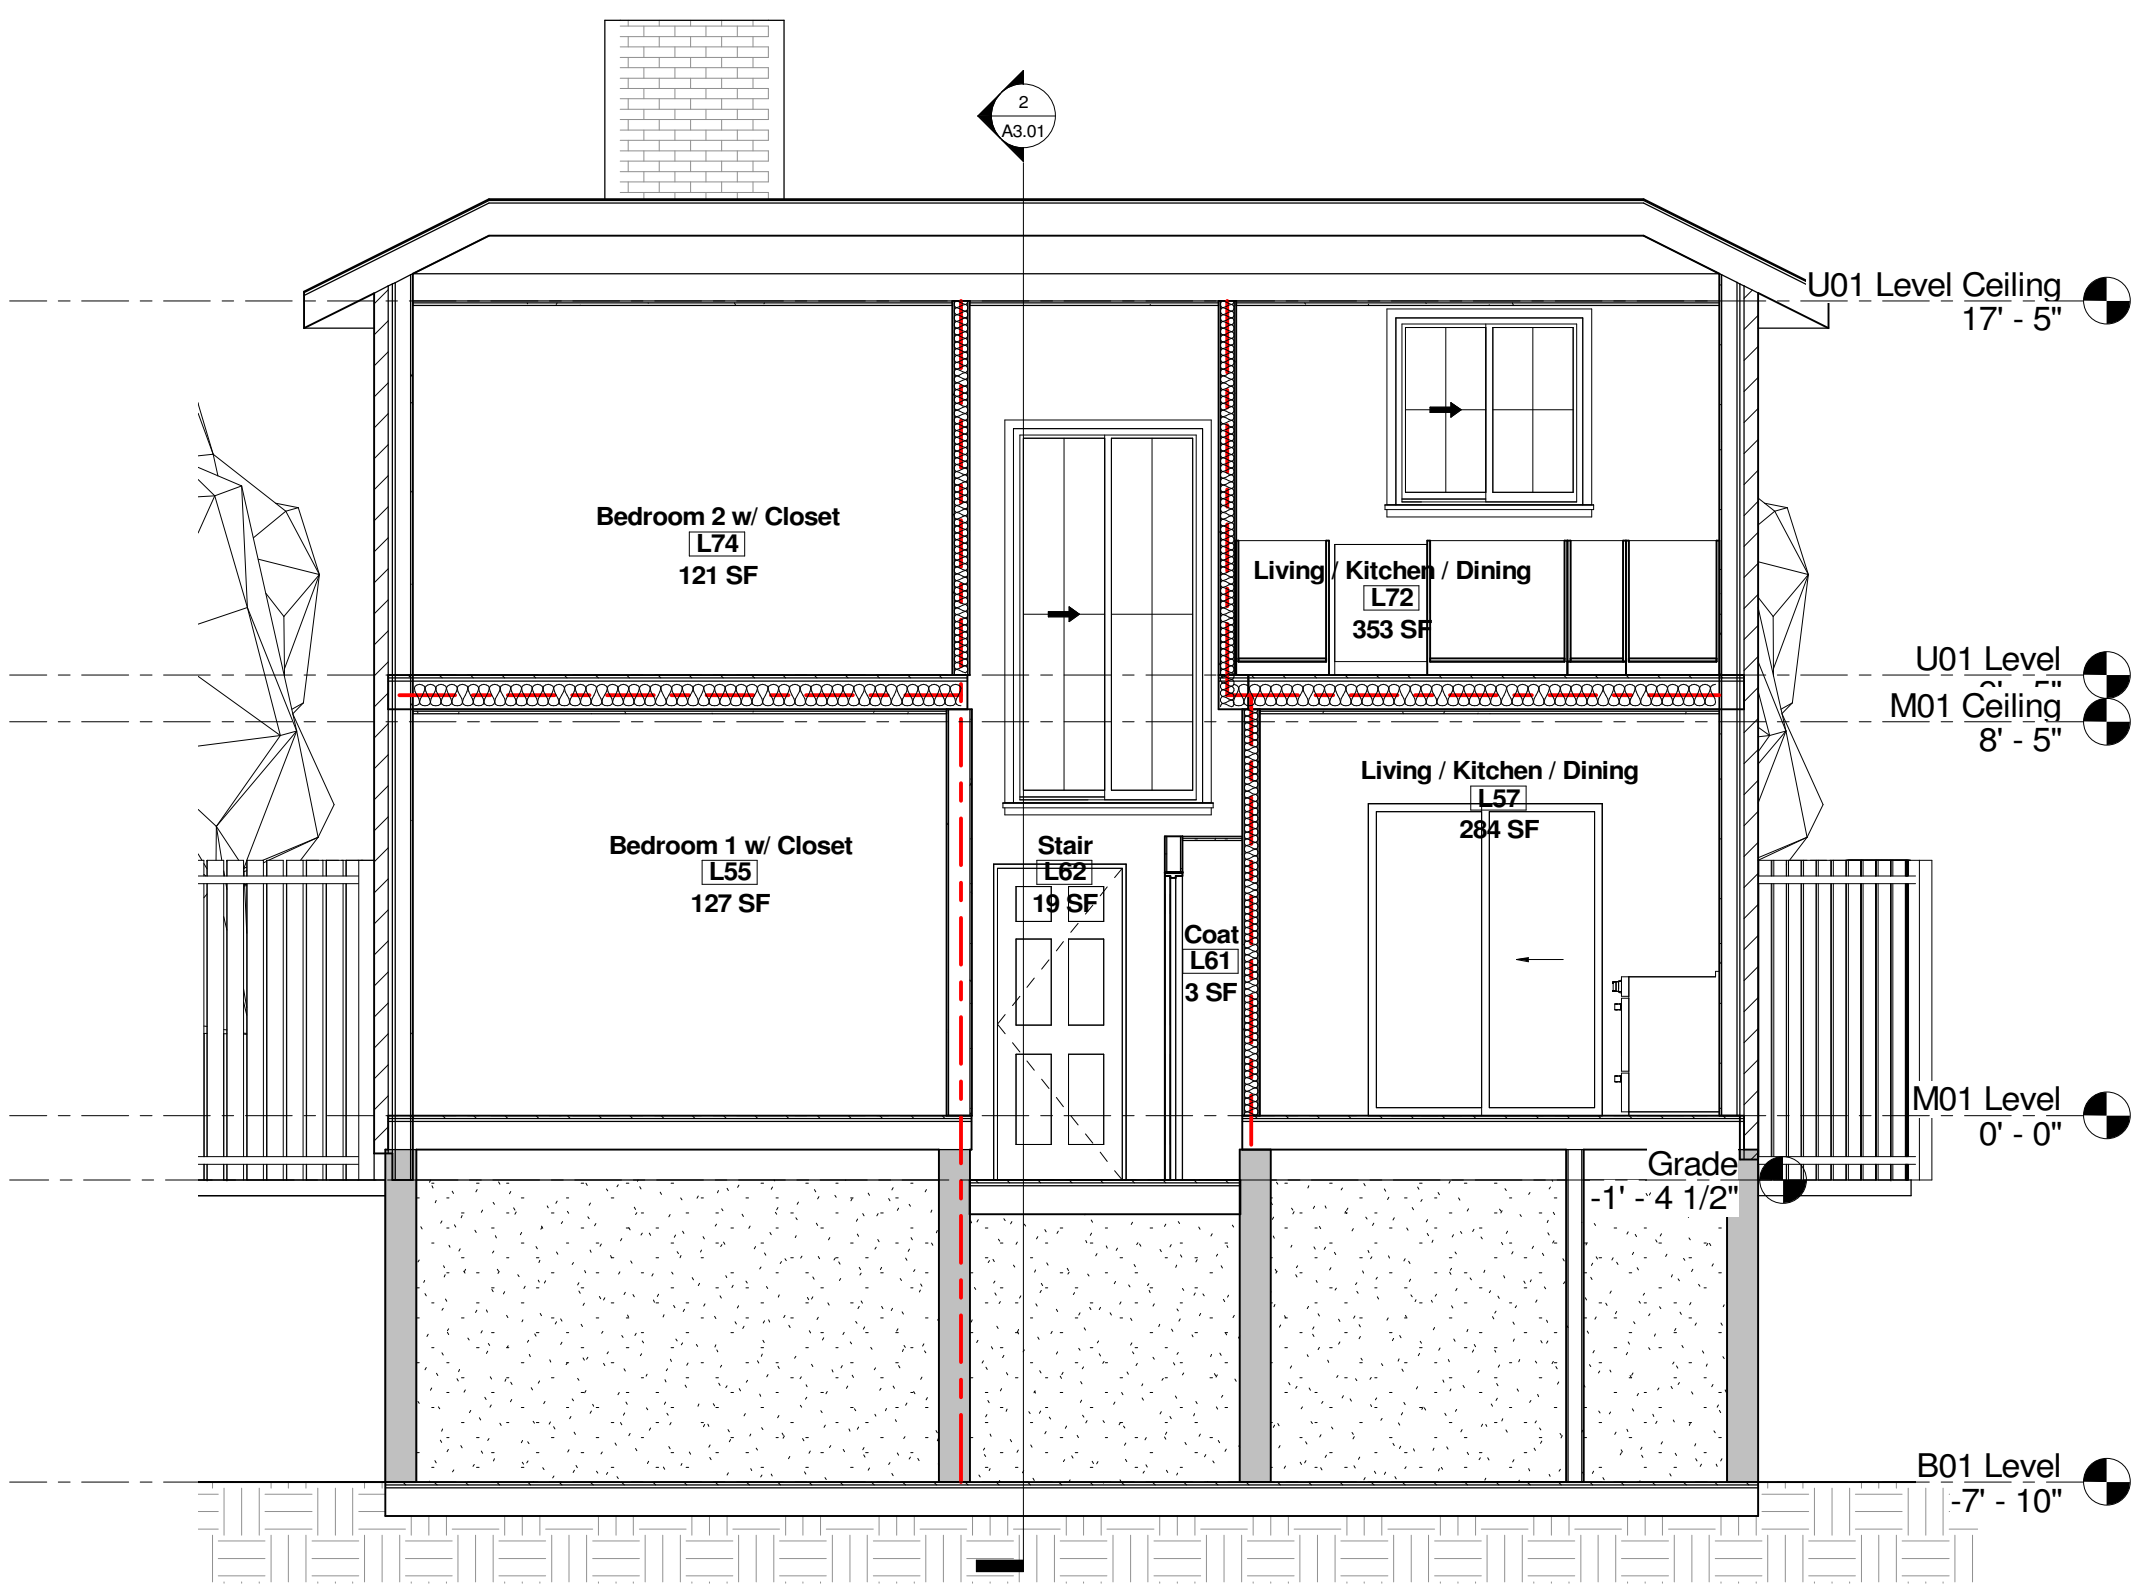 2
A3.01
U01 Level Ceiling
17' - 5"
Bedroom 2 w/ Closet
L74
121 SF
Living / Kitchen / Dining
L72
353 SF
U01 Level
M01 Ceiling
8' - 5"
Living / Kitchen / Dining
L57
284 SF
Bedroom 1 w/ Closet
L55
127 SF
Stair
L62
19 SF
Coat
L61
3 SF
M01 Level
0' - 0"
Grade
-1' - 4 1/2"
B01 Level
-7' - 10"